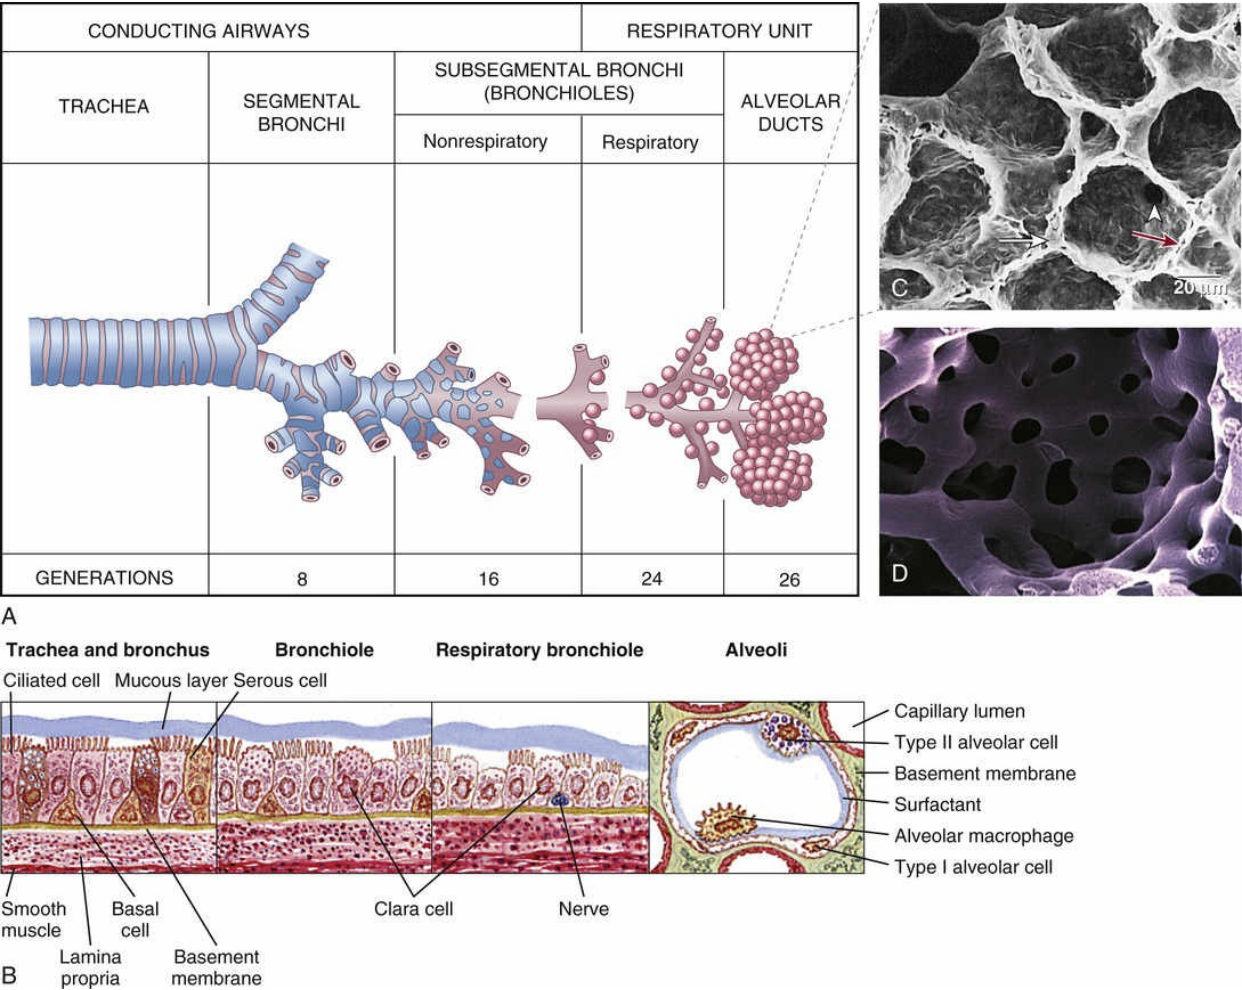 CONDUCTING AIRWAYS
RESPIRATORY UNIT
TRACHEA
SEGMENTAL
BRONCHI
SUBSEGMENTAL BRONCHI
(BRONCHIOLES)
Nonrespiratory
Respiratory
ALVEOLAR
DUCTS
GENERATIONS
8
16
24
26
A
C
20 μm
D
Trachea and bronchus
Bronchiole
Respiratory bronchiole
Alveoli
Ciliated cell
Mucous layer
Serous cell
Capillary lumen
Type II alveolar cell
Basement membrane
Surfactant
Alveolar macrophage
Type I alveolar cell
Smooth
muscle
Basal
cell
Clara cell
Nerve
Lamina
propria
Basement
membrane
B